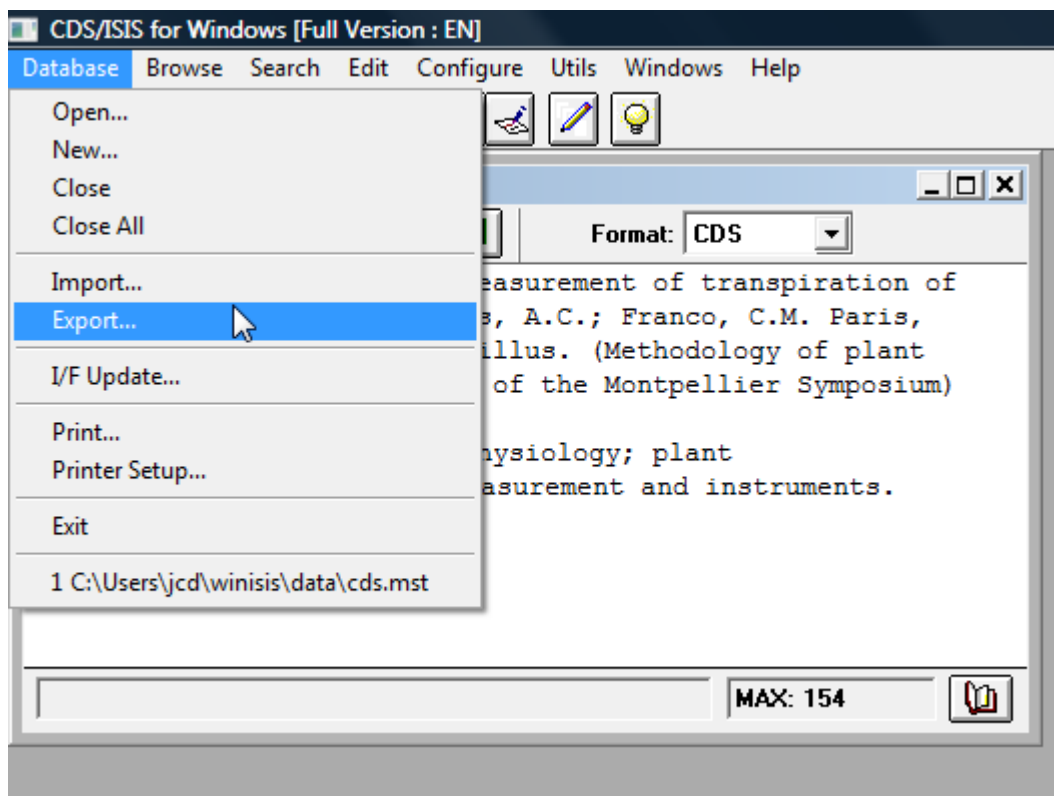 CDS/ISIS for Windows [Full Version : EN]
Database Browse Search Edit Configure Utils Windows Help
Open...
New...
Close
Close All
Format: CDS
Import...
Export...
I/F Update...
Print...
Printer Setup...
Exit
1 C:\Users\jcd\winisis\data\cds.mst
easurement of transpiration of
s, A.C.; Franco, C.M. Paris,
illus. (Methodology of plant
of the Montpellier Symposium)
hysiology; plant
asurement and instruments.
MAX: 154